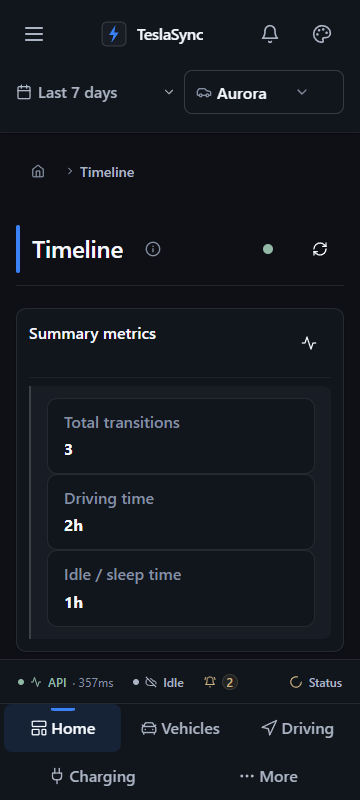 TeslaSync
Last 7 days
Aurora
Timeline
Timeline
Summary metrics
Total transitions
3
Driving time
2h
Idle / sleep time
1h
API · 357ms
Idle
2
Status
Home
Vehicles
Driving
Charging
More